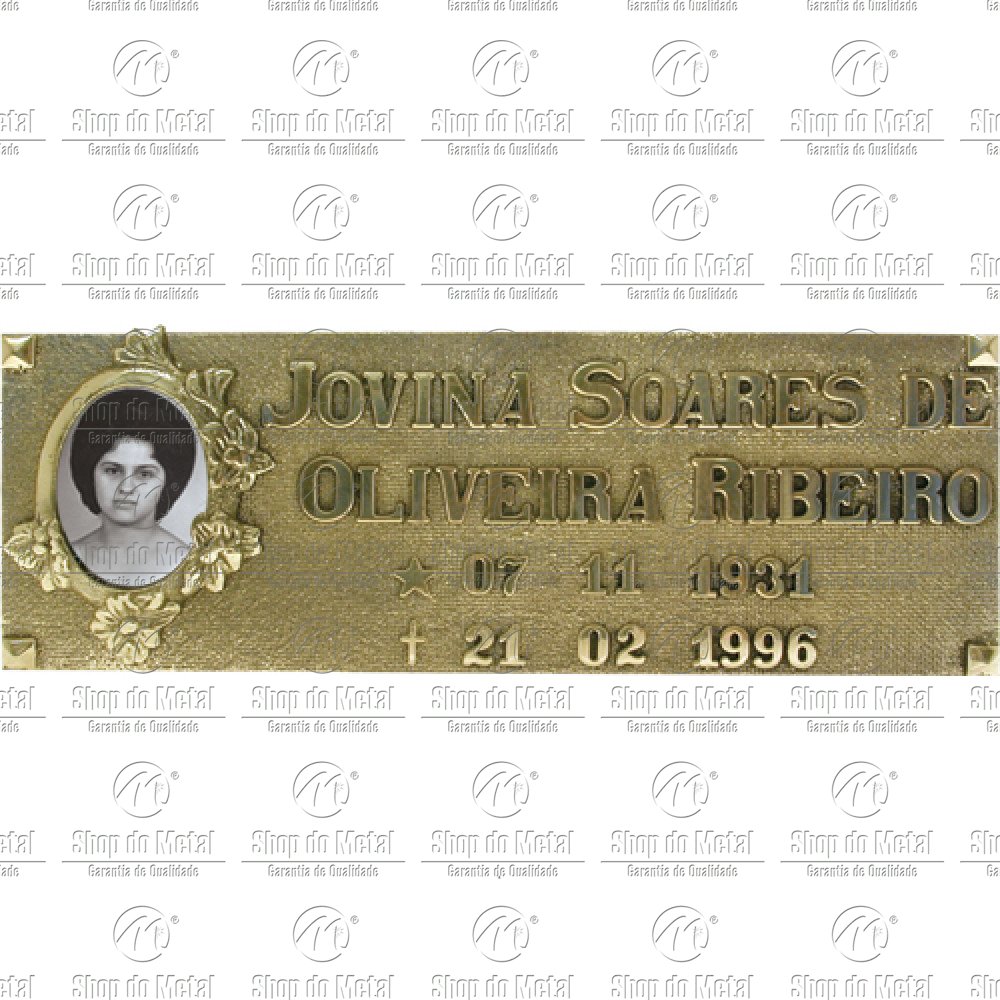 Jovina Soares de
Oliveira Ribeiro
★ 07 11 1931
✝ 21 02 1996
Shop do Metal
Garantia de Qualidade